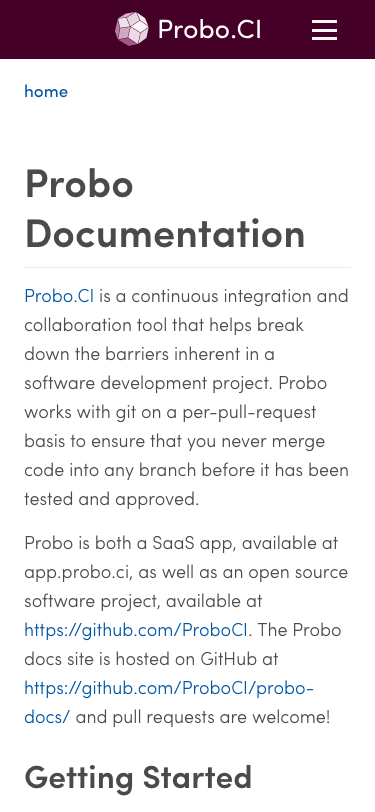 Probo.CI
home
Probo
Documentation
Probo.CI is a continuous integration and
collaboration tool that helps break
down the barriers inherent in a
software development project. Probo
works with git on a per-pull-request
basis to ensure that you never merge
code into any branch before it has been
tested and approved.
Probo is both a SaaS app, available at
app.probo.ci, as well as an open source
software project, available at
https://github.com/ProboCI. The Probo
docs site is hosted on GitHub at
https://github.com/ProboCI/probo-
docs/ and pull requests are welcome!
Getting Started